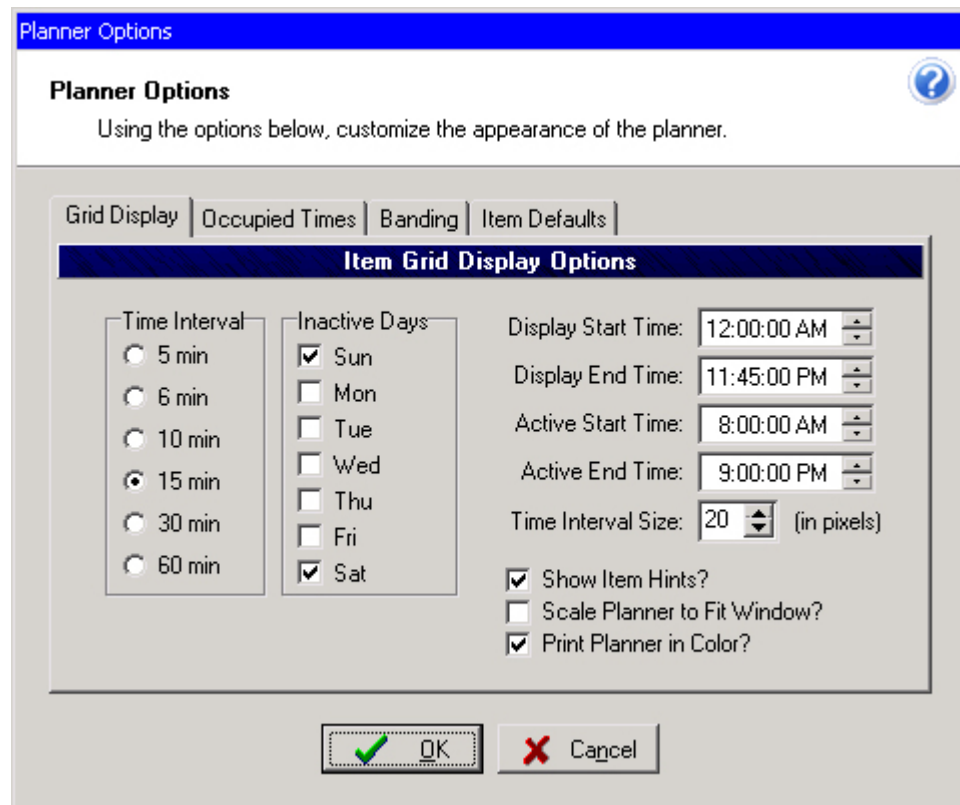 Planner Options
Planner Options
Using the options below, customize the appearance of the planner.
Grid Display Occupied Times Banding Item Defaults
Item Grid Display Options
Time Interval
5 min
6 min
10 min
15 min
30 min
60 min
Inactive Days
Sun
Mon
Tue
Wed
Thu
Fri
Sat
Display Start Time: 12:00:00 AM
Display End Time: 11:45:00 PM
Active Start Time: 8:00:00 AM
Active End Time: 9:00:00 PM
Time Interval Size: 20 (in pixels)
Show Item Hints?
Scale Planner to Fit Window?
Print Planner in Color?
OK Cancel